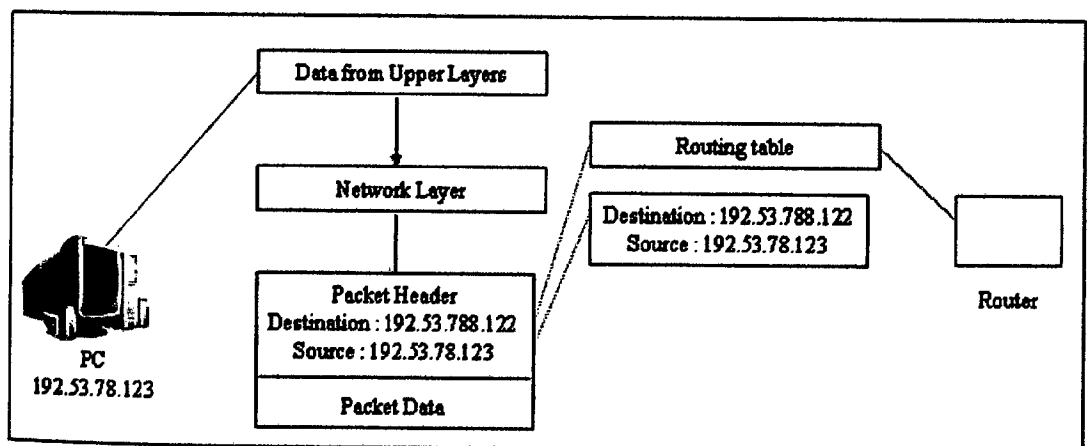 Data from Upper Layers
Network Layer
Packet Header
Destination : 192.53.788.122
Source : 192.53.78.123
Packet Data
PC
192.53.78.123
Routing table
Destination : 192.53.788.122
Source : 192.53.78.123
Router